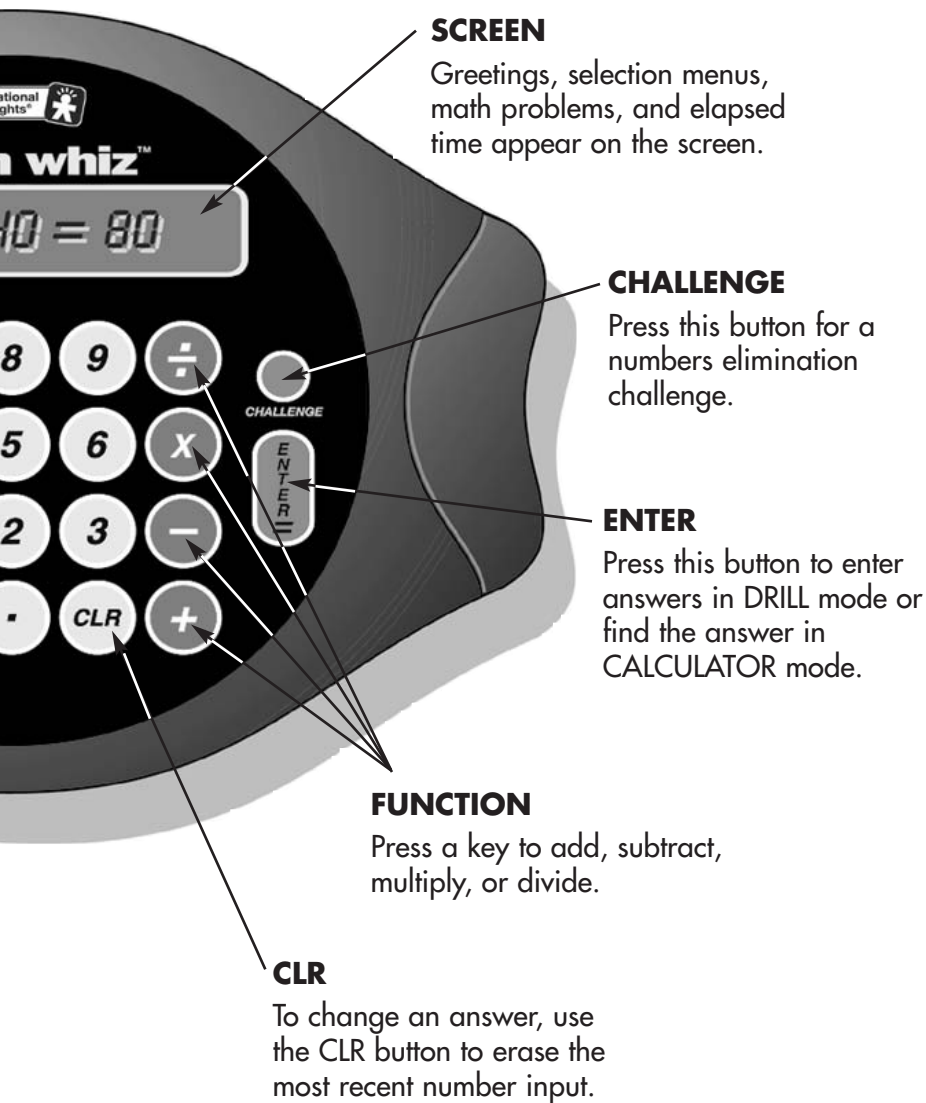 SCREEN
Greetings, selection menus,
math problems, and elapsed
time appear on the screen.
whiz™
= 80
8 9 ÷
CHALLENGE
5 6 x
ENTER =
2 3 −
. CLR +
CHALLENGE
Press this button for a
numbers elimination
challenge.
ENTER
Press this button to enter
answers in DRILL mode or
find the answer in
CALCULATOR mode.
FUNCTION
Press a key to add, subtract,
multiply, or divide.
CLR
To change an answer, use
the CLR button to erase the
most recent number input.